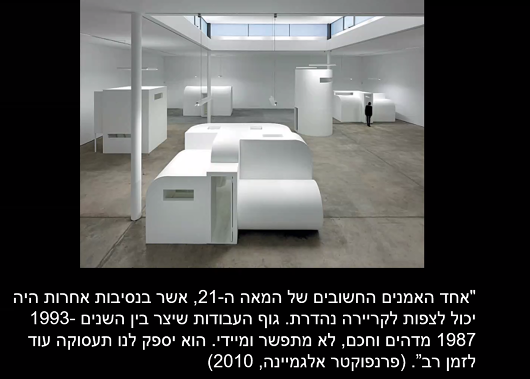 "אחד האמנים החשובים של המאה ה-21, אשר בנסיבות אחרות היה
יכול לצפות לקריירה נהדרת. גוף העבודות שיצר בין השנים 1993-
1987 מדהים וחכם, לא מתפשר ומיידי. הוא יספק לנו תעסוקה עוד
לזמן רב". (פרנפוקטר אלגמיינה, 2010)